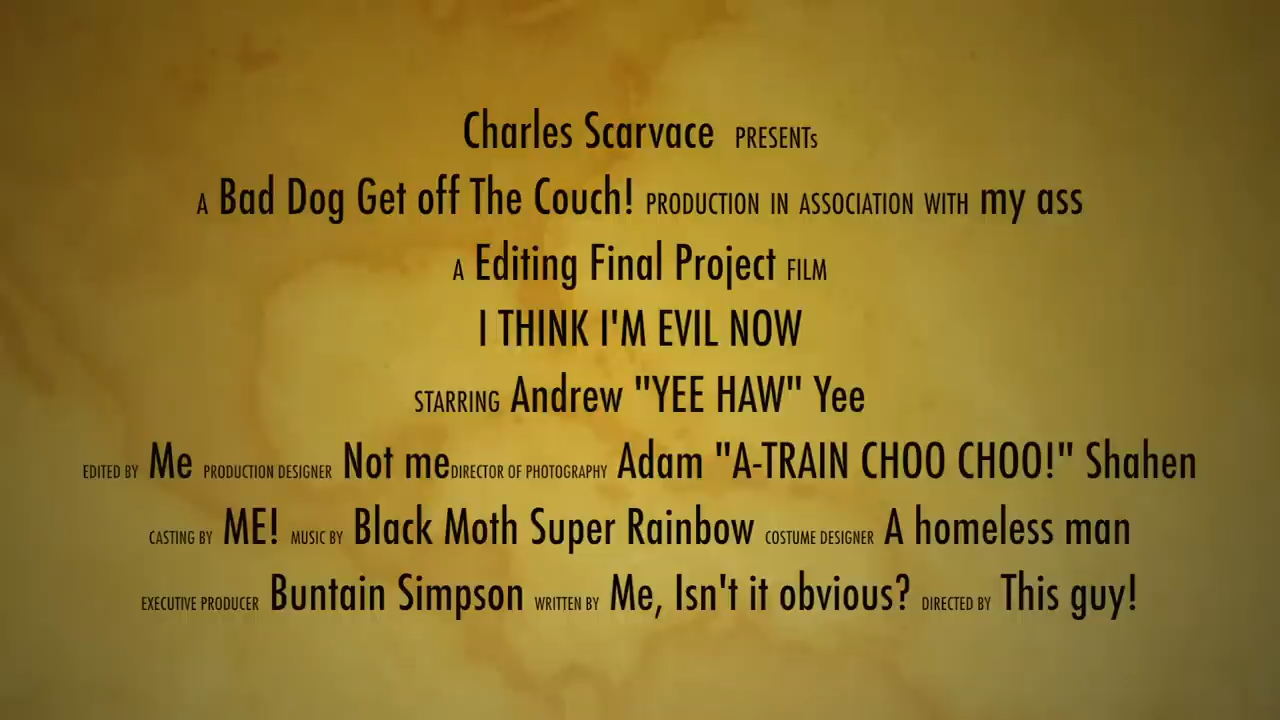 Charles Scarvace PRESENTs
A Bad Dog Get off The Couch! PRODUCTION IN ASSOCIATION WITH my ass
A Editing Final Project FILM
I THINK I'M EVIL NOW
STARRING Andrew "YEE HAW" Yee
EDITED BY Me PRODUCTION DESIGNER Not meDIRECTOR OF PHOTOGRAPHY Adam "A-TRAIN CHOO CHOO!" Shahen
CASTING BY ME! MUSIC BY Black Moth Super Rainbow COSTUME DESIGNER A homeless man
EXECUTIVE PRODUCER Buntain Simpson WRITTEN BY Me, Isn't it obvious? DIRECTED BY This guy!